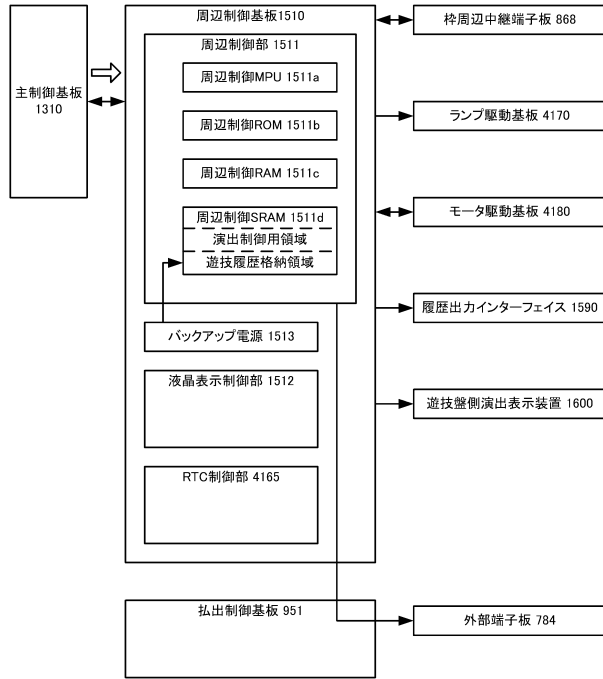 周辺制御基板1510
周辺制御部 1511
周辺制御MPU 1511a
周辺制御ROM 1511b
周辺制御RAM 1511c
周辺制御SRAM 1511d
演出制御用領域
遊技履歴格納領域
バックアップ電源 1513
液晶表示制御部 1512
RTC制御部 4165
主制御基板
1310
払出制御基板 951
枠周辺中継端子板 868
ランプ駆動基板 4170
モータ駆動基板 4180
履歴出力インターフェイス 1590
遊技盤側演出表示装置 1600
外部端子板 784